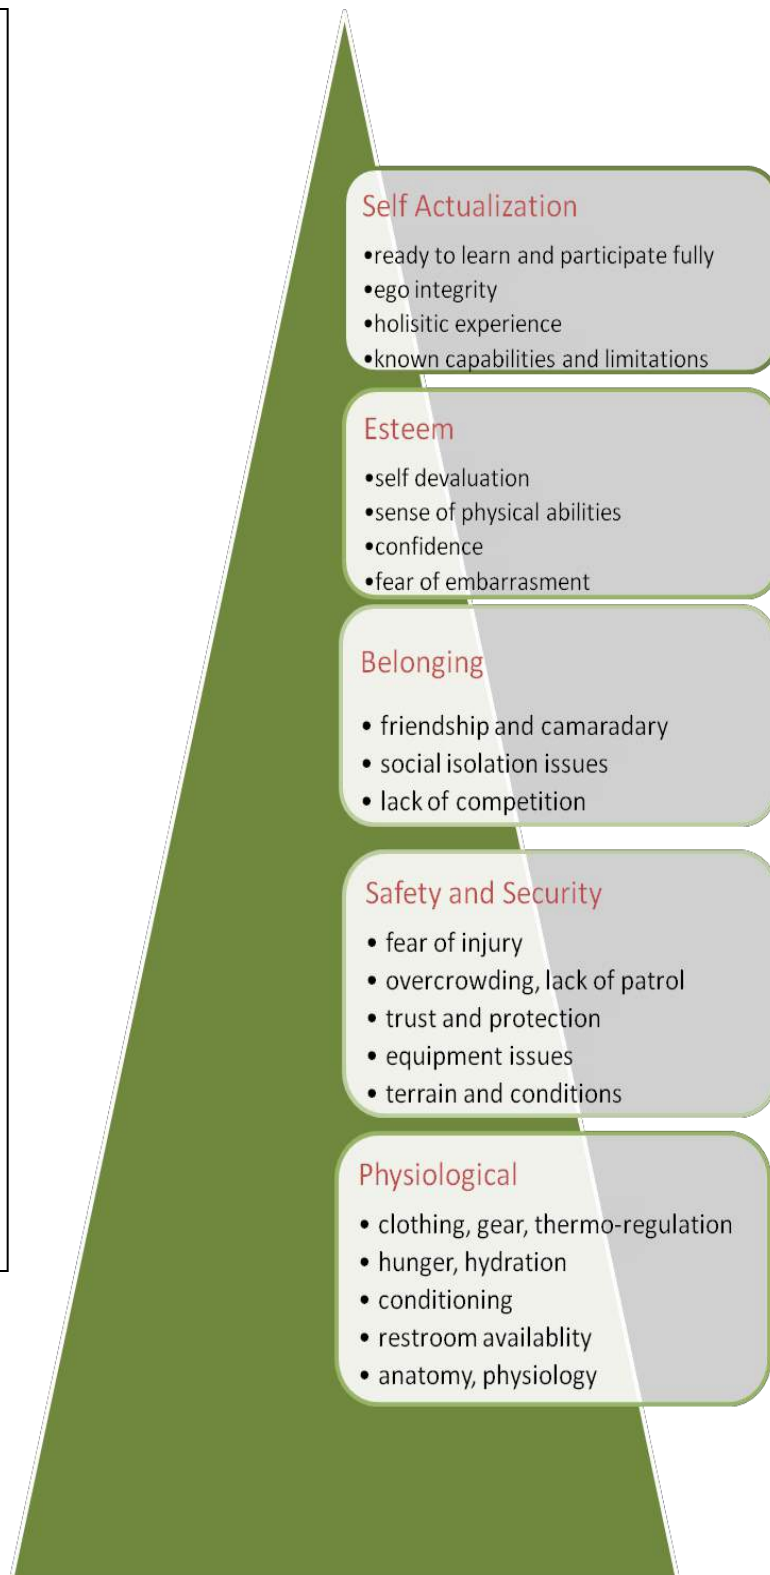 Self Actualization
•ready to learn and participate fully
•ego integrity
•holisitic experience
•known capabilities and limitations
Esteem
•self devaluation
•sense of physical abilities
•confidence
•fear of embarrasment
Belonging
• friendship and camaradary
• social isolation issues
• lack of competition
Safety and Security
• fear of injury
• overcrowding, lack of patrol
• trust and protection
• equipment issues
• terrain and conditions
Physiological
• clothing, gear, thermo-regulation
• hunger, hydration
• conditioning
• restroom availablity
• anatomy, physiology